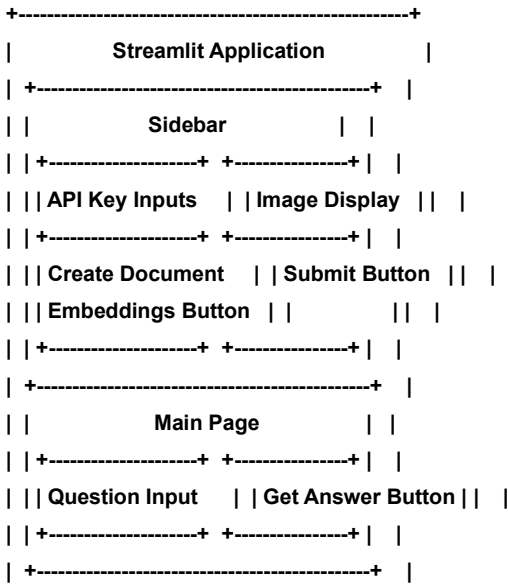 +-------------------------------------------------------+
| Streamlit Application |
| +-----------------------------------------------+ |
| | Sidebar | |
| | +---------------------+ +----------------+ | |
| | | API Key Inputs | | Image Display | | |
| | +---------------------+ +----------------+ | |
| | | Create Document | | Submit Button | | |
| | | Embeddings Button | | | | |
| | +---------------------+ +----------------+ | |
| +-----------------------------------------------+ |
| | Main Page | |
| | +---------------------+ +----------------+ | |
| | | Question Input | | Get Answer Button | | |
| | +---------------------+ +----------------+ | |
| +-----------------------------------------------+ |